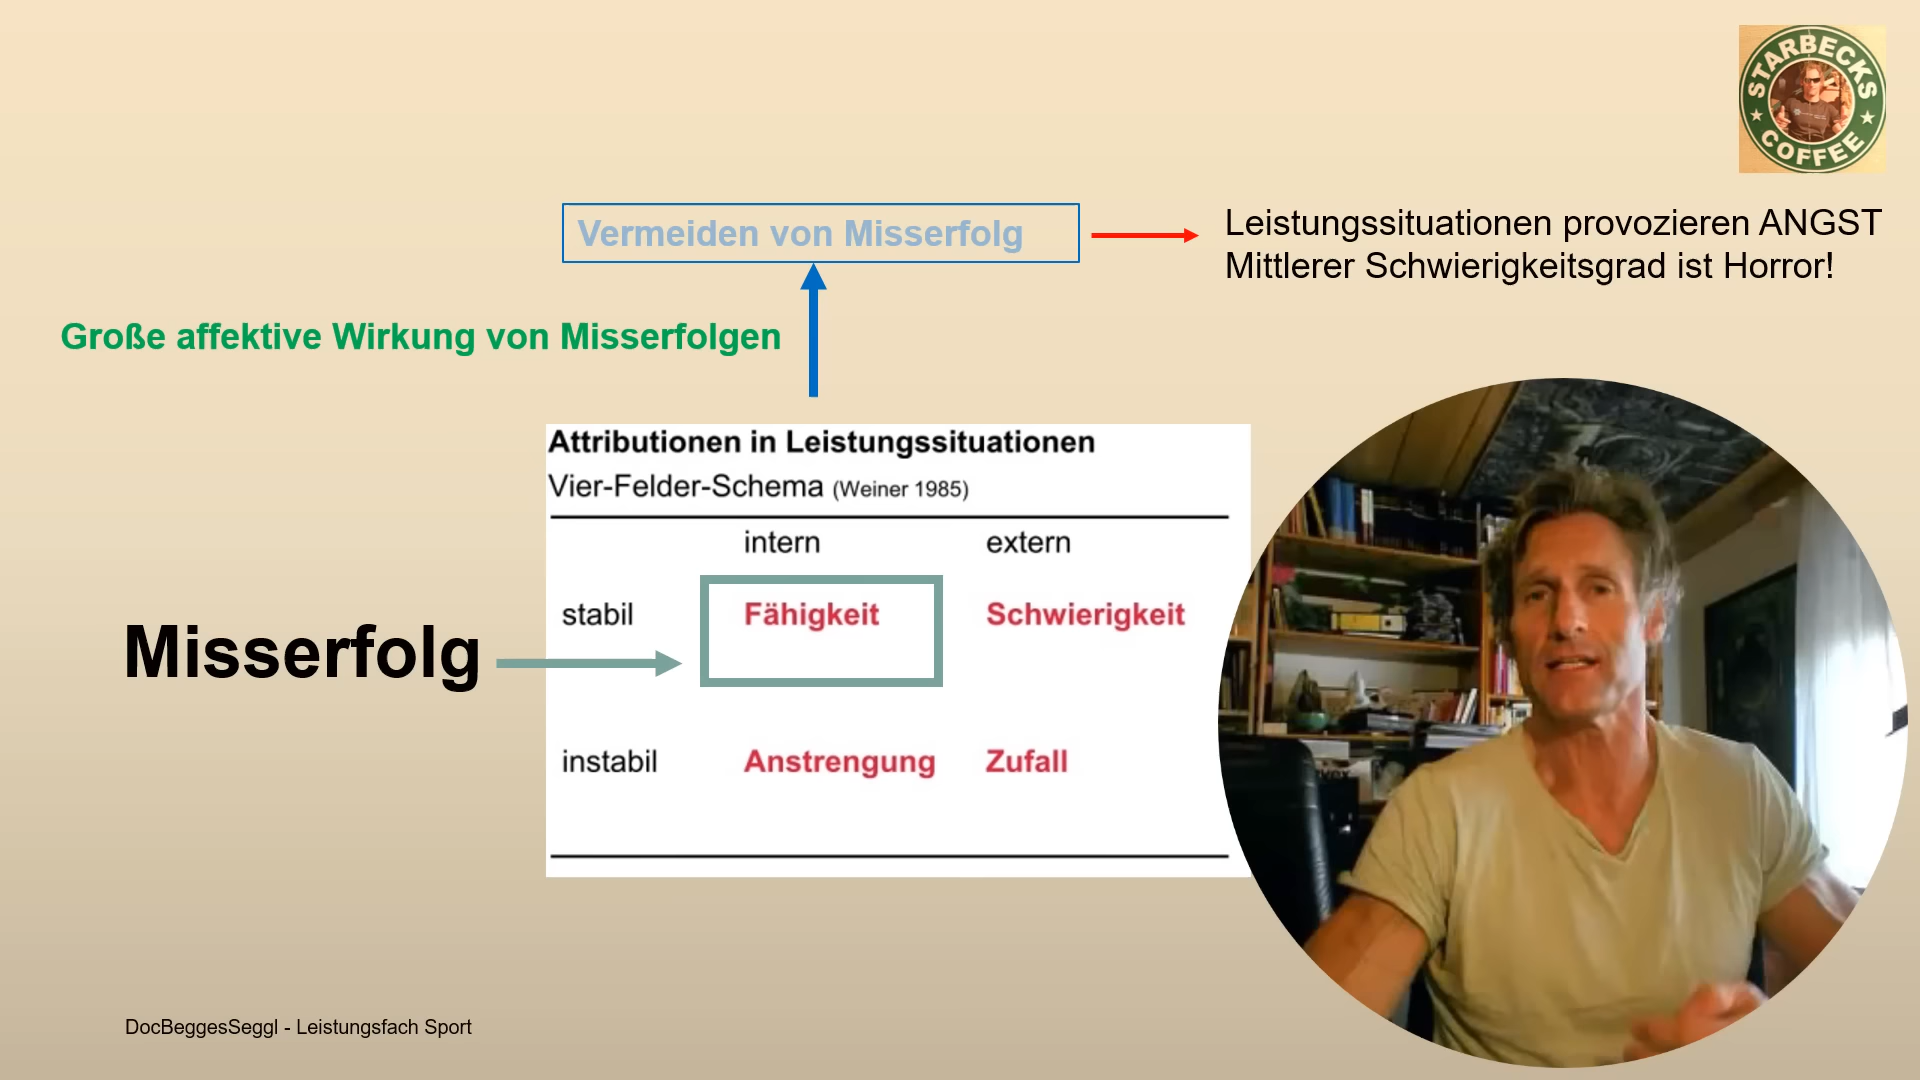 STARBECKS
COFFEE
Vermeiden von Misserfolg
Leistungssituationen provozieren ANGST
Mittlerer Schwierigkeitsgrad ist Horror!
Große affektive Wirkung von Misserfolgen
Attributionen in Leistungssituationen
Vier-Felder-Schema (Weiner 1985)
intern extern
stabil Fähigkeit Schwierigkeit
Misserfolg
instabil Anstrengung Zufall
DocBeggesSeggl - Leistungsfach Sport